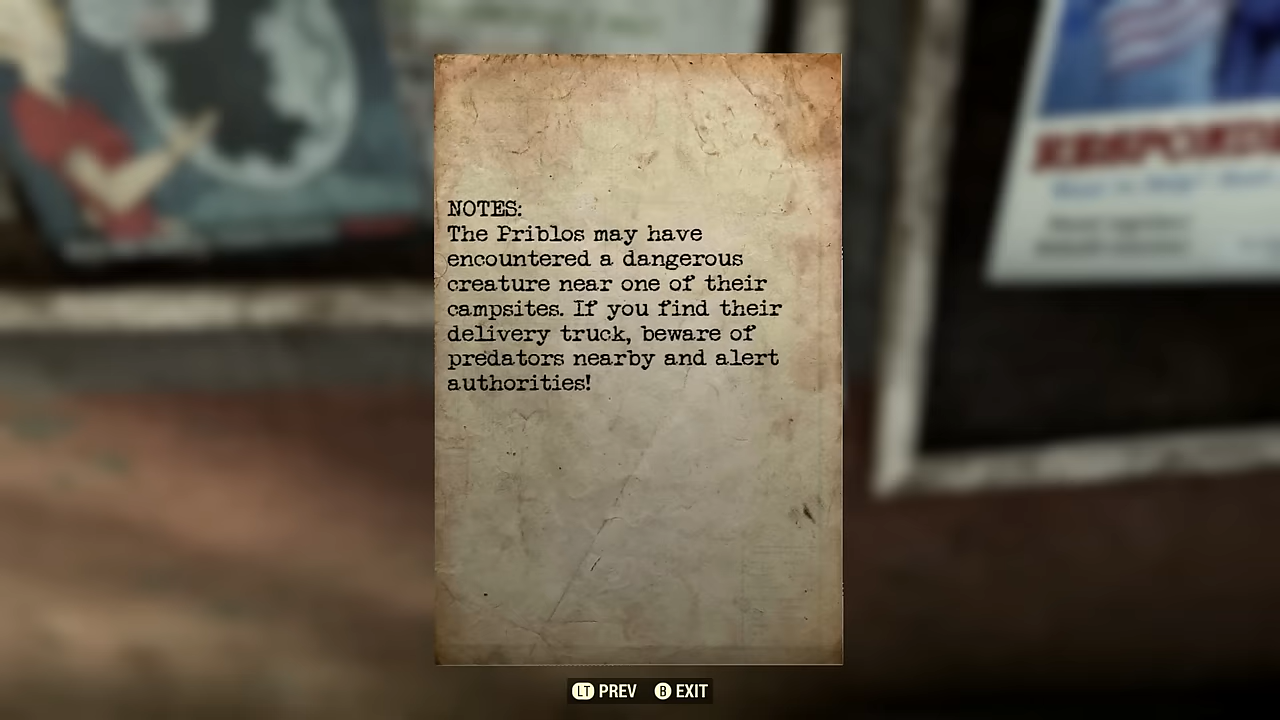 NOTES:
The Priblos may have
encountered a dangerous
creature near one of their
campsites. If you find their
delivery truck, beware of
predators nearby and alert
authorities!
LT PREV B EXIT